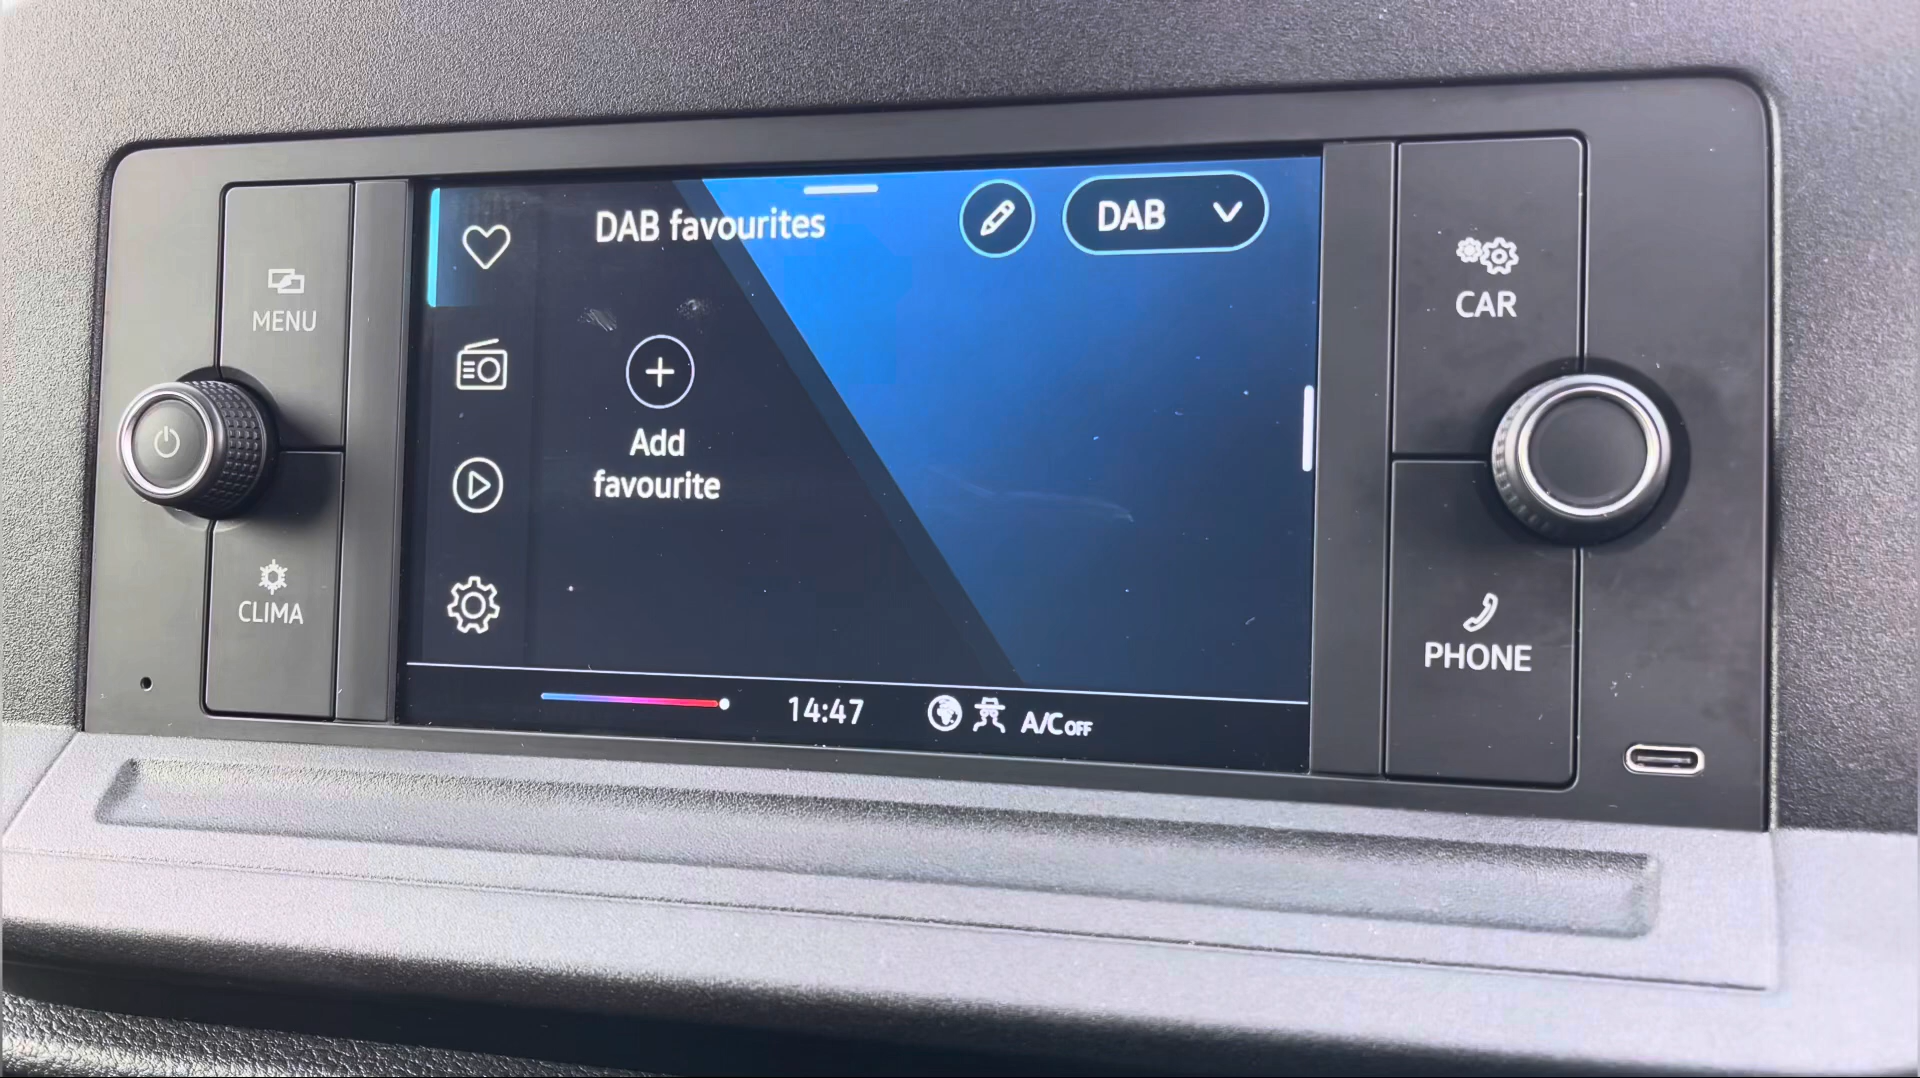 MENU
CLIMA
DAB favourites
DAB
Add
favourite
14:47
A/C OFF
CAR
PHONE